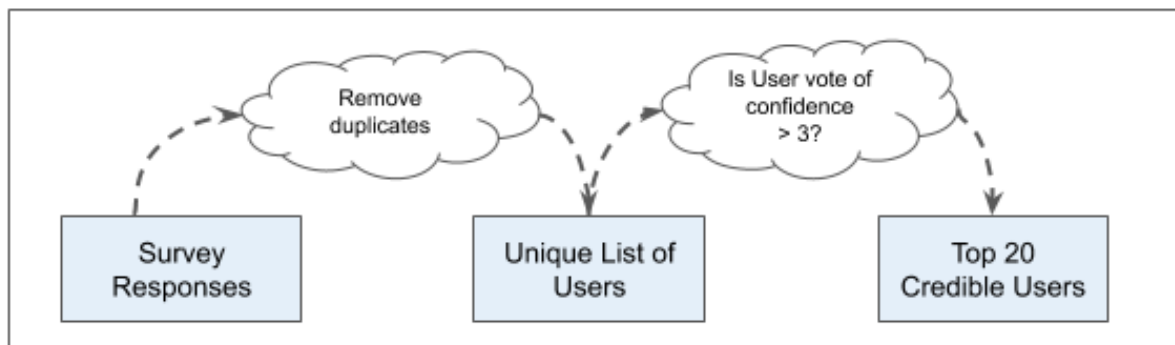 Remove
duplicates
Is User vote of
confidence
> 3?
Survey
Responses
Unique List of
Users
Top 20
Credible Users